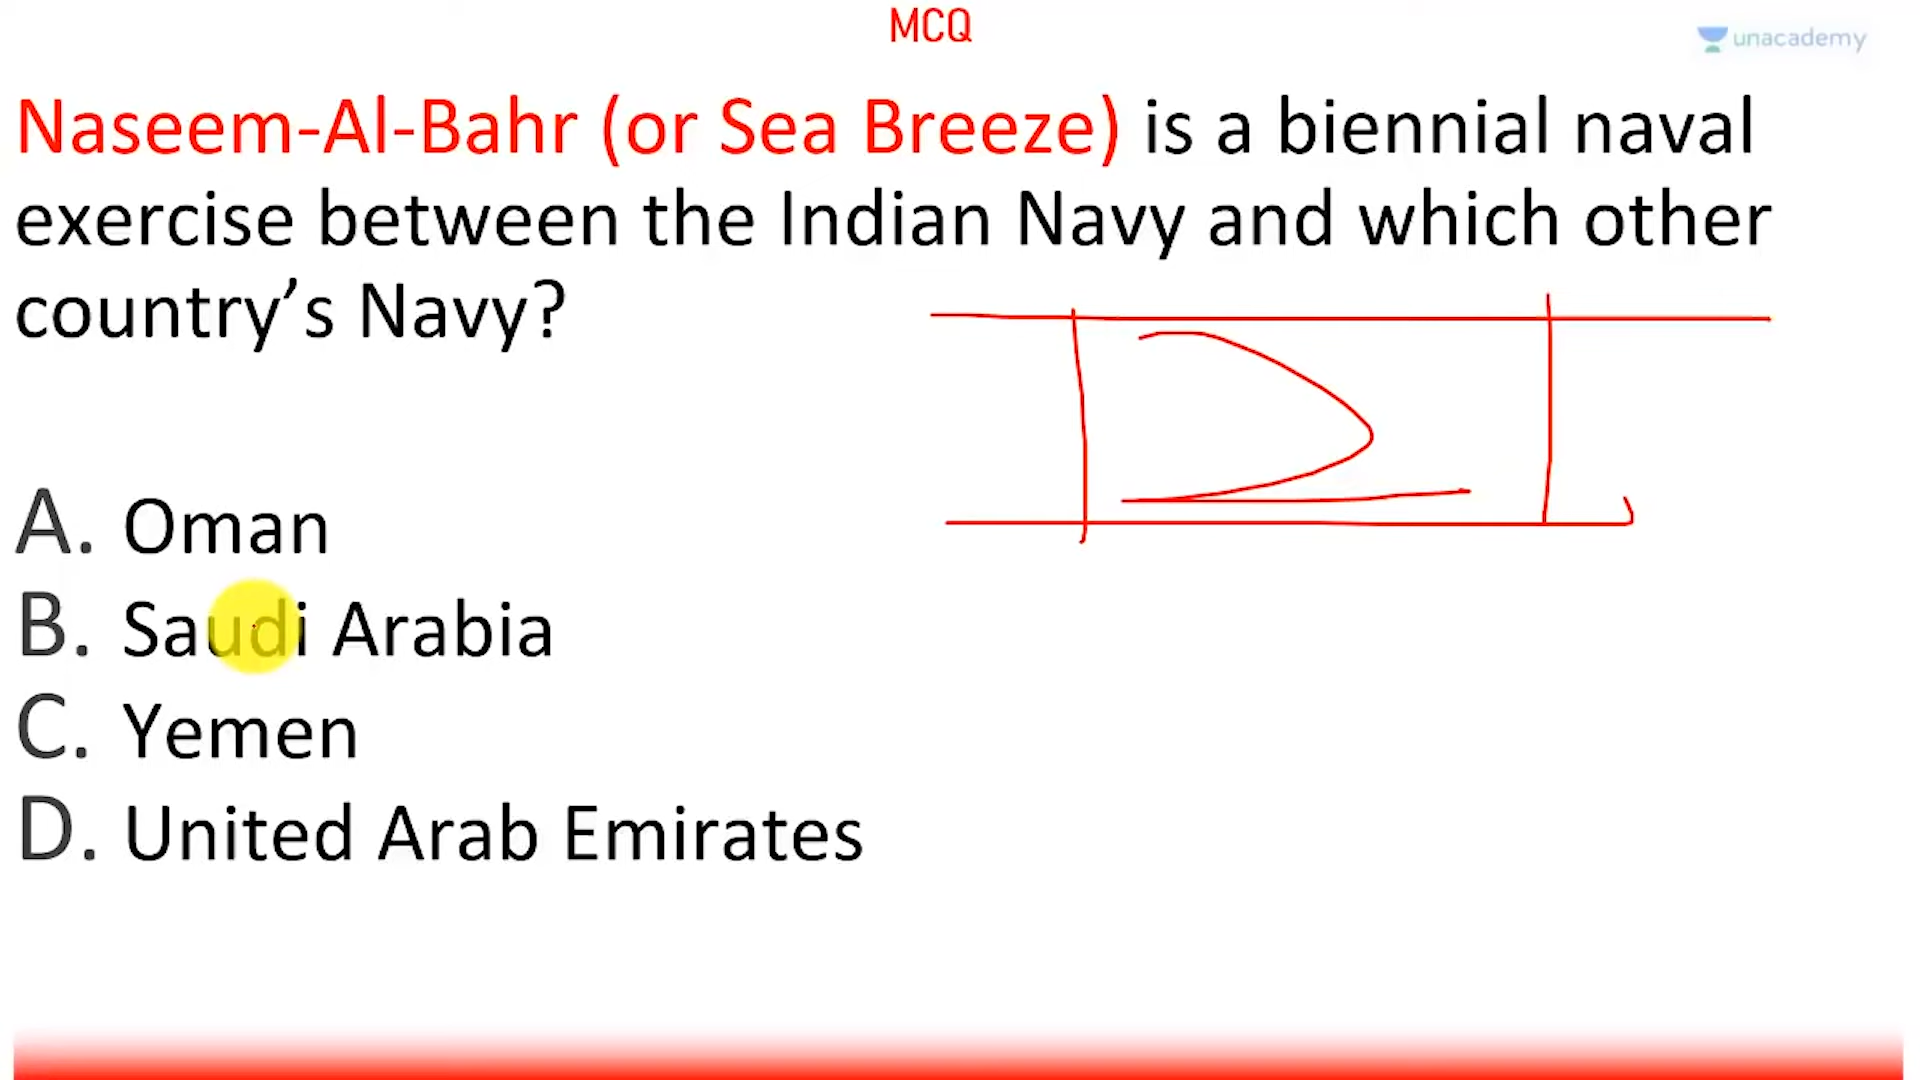 MCQ
unacademy
Naseem-Al-Bahr (or Sea Breeze) is a biennial naval
exercise between the Indian Navy and which other
country’s Navy?
A. Oman
B. Saudi Arabia
C. Yemen
D. United Arab Emirates